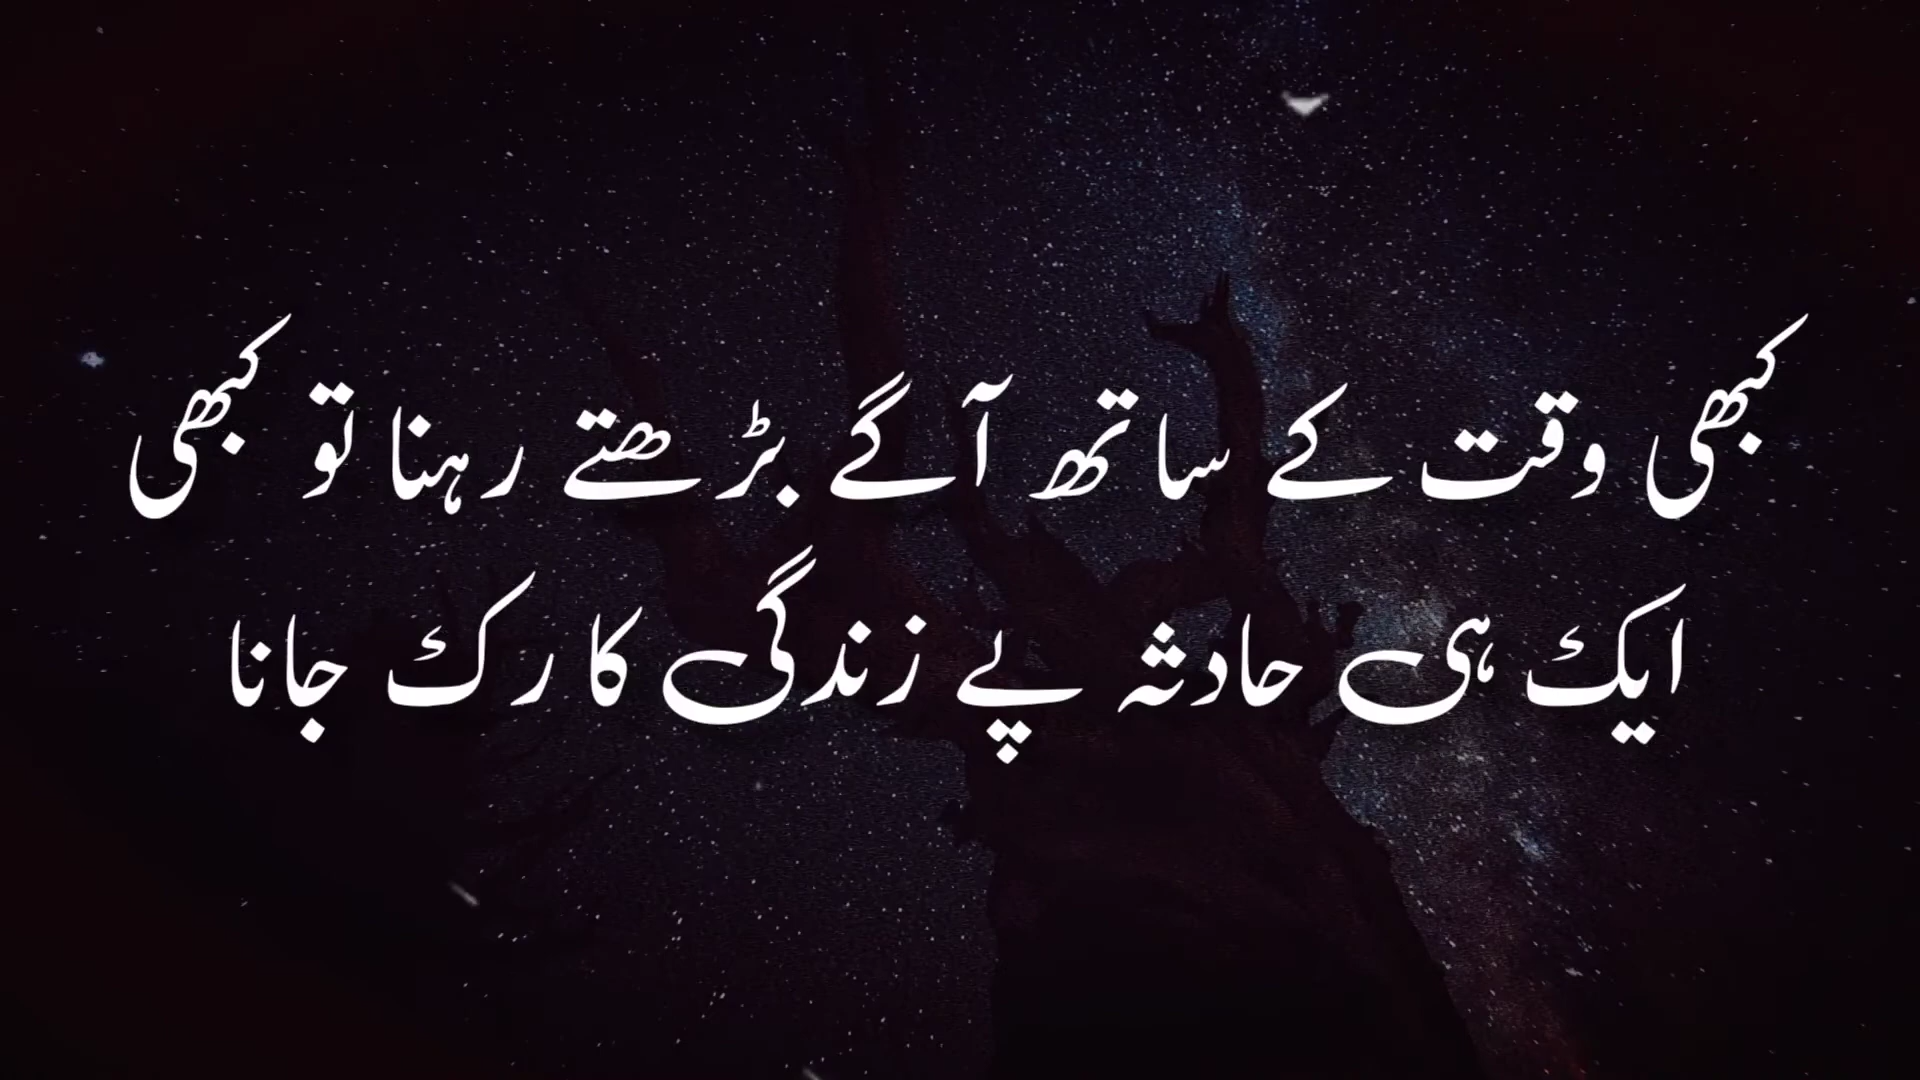 کبھی وقت کے ساتھ آگے بڑھتے رہنا تو کبھی
ایک ہی حادثہ پے زندگی کا رک جانا